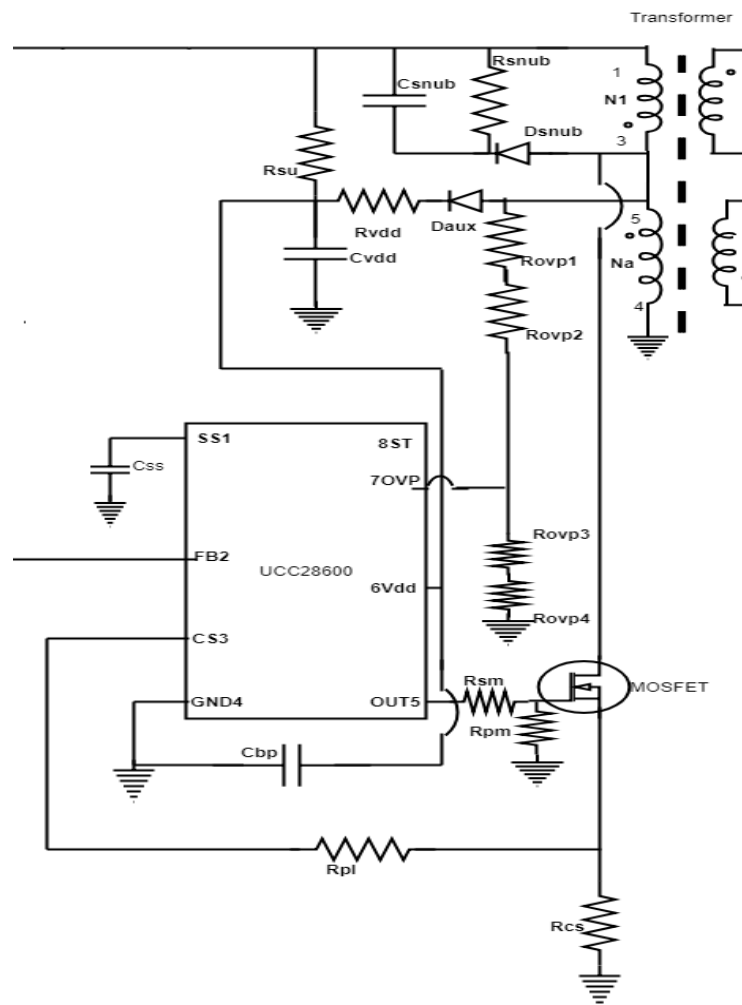 Transformer
Rsnub
Csnub
1
N1
Dsnub
3
Rsu
Rvdd
Daux
5
Cvdd
Rovp1
Na
4
Rovp2
SS1
8ST
Css
7OVP
Rovp3
FB2
UCC28600
6Vdd
Rovp4
CS3
Rsm
MOSFET
GND4
OUT5
Rpm
Cbp
Rpl
Rcs